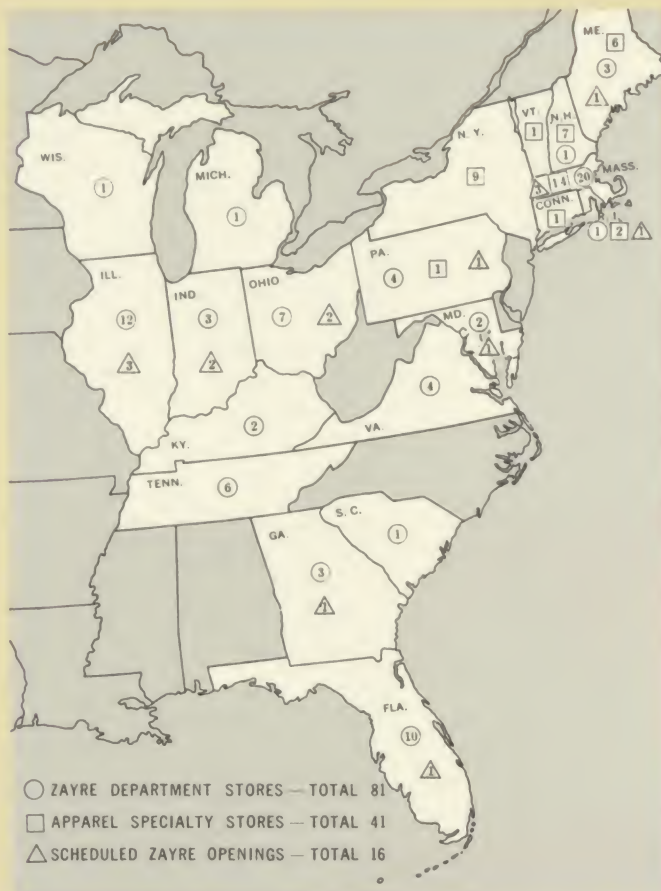 ME.
6
3
1
VT.
1
N.H.
7
1
N.Y.
9
MASS.
3 14 20
CONN.
1
R.I.
1 2 1
WIS.
1
MICH.
1
PA.
4 1 1
ILL.
12
3
IND
3
2
OHIO
7 2
MD.
2
1
VA.
4
KY.
2
TENN.
6
S.C.
1
GA.
3
1
FLA.
10
1
ZAYRE DEPARTMENT STORES — TOTAL 81
APPAREL SPECIALTY STORES — TOTAL 41
SCHEDULED ZAYRE OPENINGS — TOTAL 16